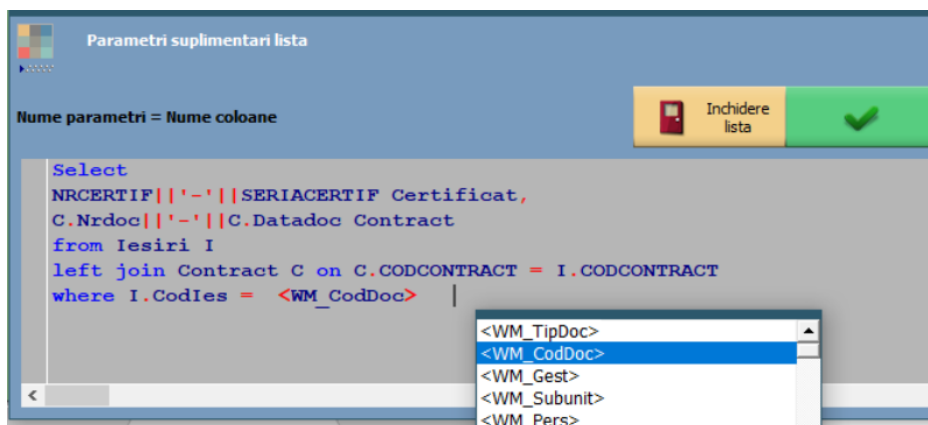 Parametri suplimentari lista
Nume parametri = Nume coloane
Inchidere
lista
Select
NRCERTIF||'-'||SERIACERTIF Certificat,
C.Nrdoc||'-'||C.Datadoc Contract
from Iesiri I
left join Contract C on C.CODCONTRACT = I.CODCONTRACT
where I.CodIes =  <WM_CodDoc>
<WM_TipDoc>
<WM_CodDoc>
<WM_Gest>
<WM_Subunit>
<WM_Pers>